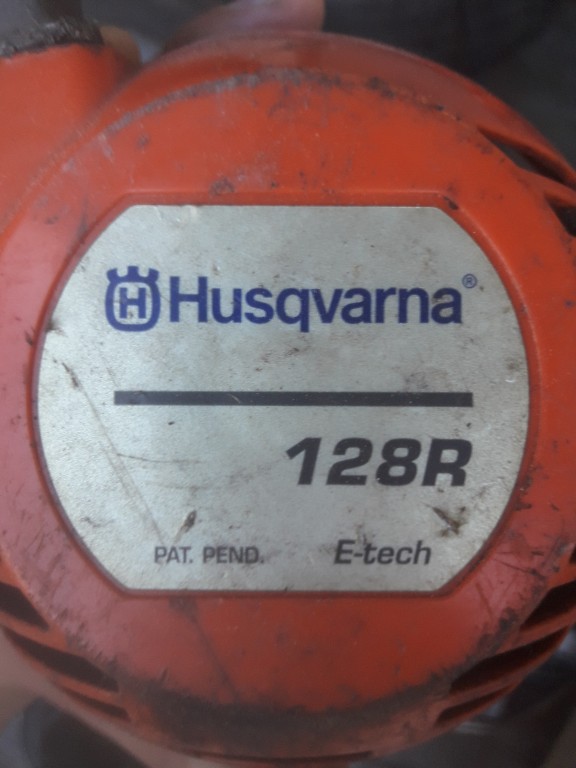 H Husqvarna®
128R
PAT. PEND. E-tech